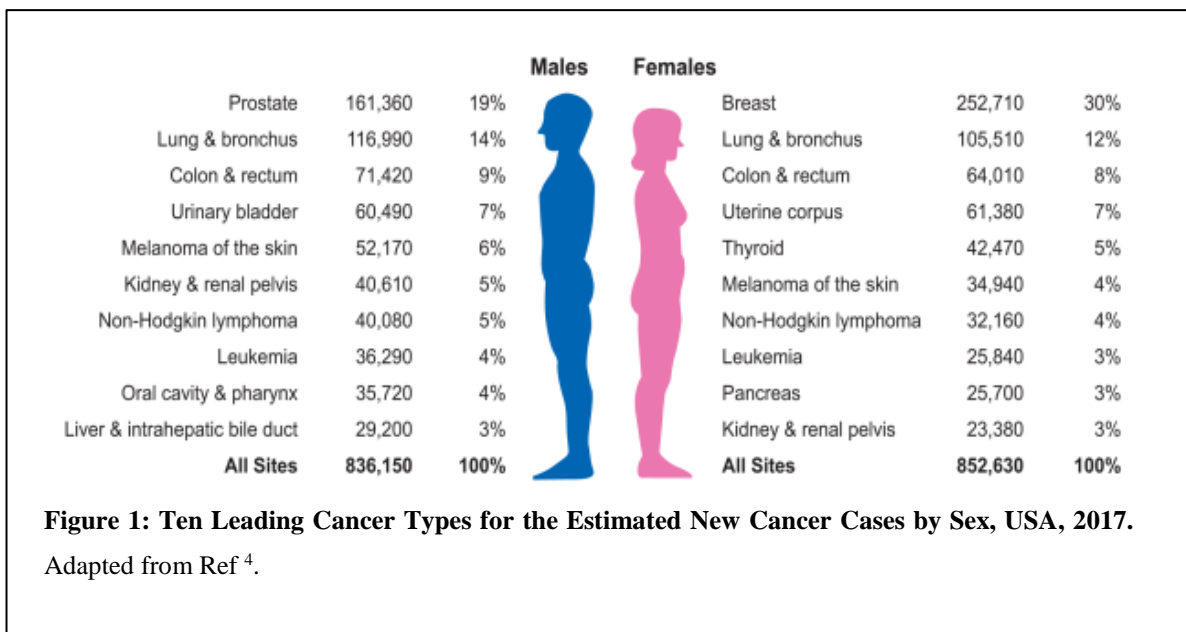 Males Females
Prostate 161,360 19% Breast 252,710 30%
Lung & bronchus 116,990 14% Lung & bronchus 105,510 12%
Colon & rectum 71,420 9% Colon & rectum 64,010 8%
Urinary bladder 60,490 7% Uterine corpus 61,380 7%
Melanoma of the skin 52,170 6% Thyroid 42,470 5%
Kidney & renal pelvis 40,610 5% Melanoma of the skin 34,940 4%
Non-Hodgkin lymphoma 40,080 5% Non-Hodgkin lymphoma 32,160 4%
Leukemia 36,290 4% Leukemia 25,840 3%
Oral cavity & pharynx 35,720 4% Pancreas 25,700 3%
Liver & intrahepatic bile duct 29,200 3% Kidney & renal pelvis 23,380 3%
All Sites 836,150 100% All Sites 852,630 100%
Figure 1: Ten Leading Cancer Types for the Estimated New Cancer Cases by Sex, USA, 2017.
Adapted from Ref 4.